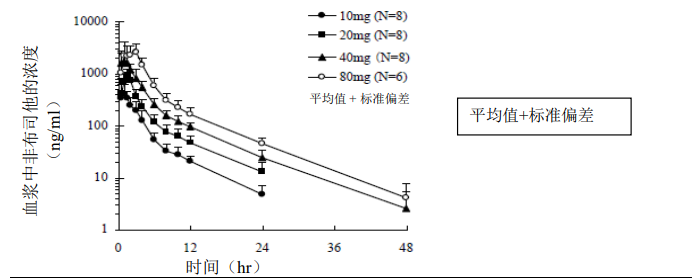 血浆中非布司他的浓度
(ng/ml)
10000
1000
100
10
1
10mg (N=8)
20mg (N=8)
40mg (N=8)
80mg (N=6)
平均值 + 标准偏差
平均值+标准偏差
0 12 24 36 48
时间（hr）